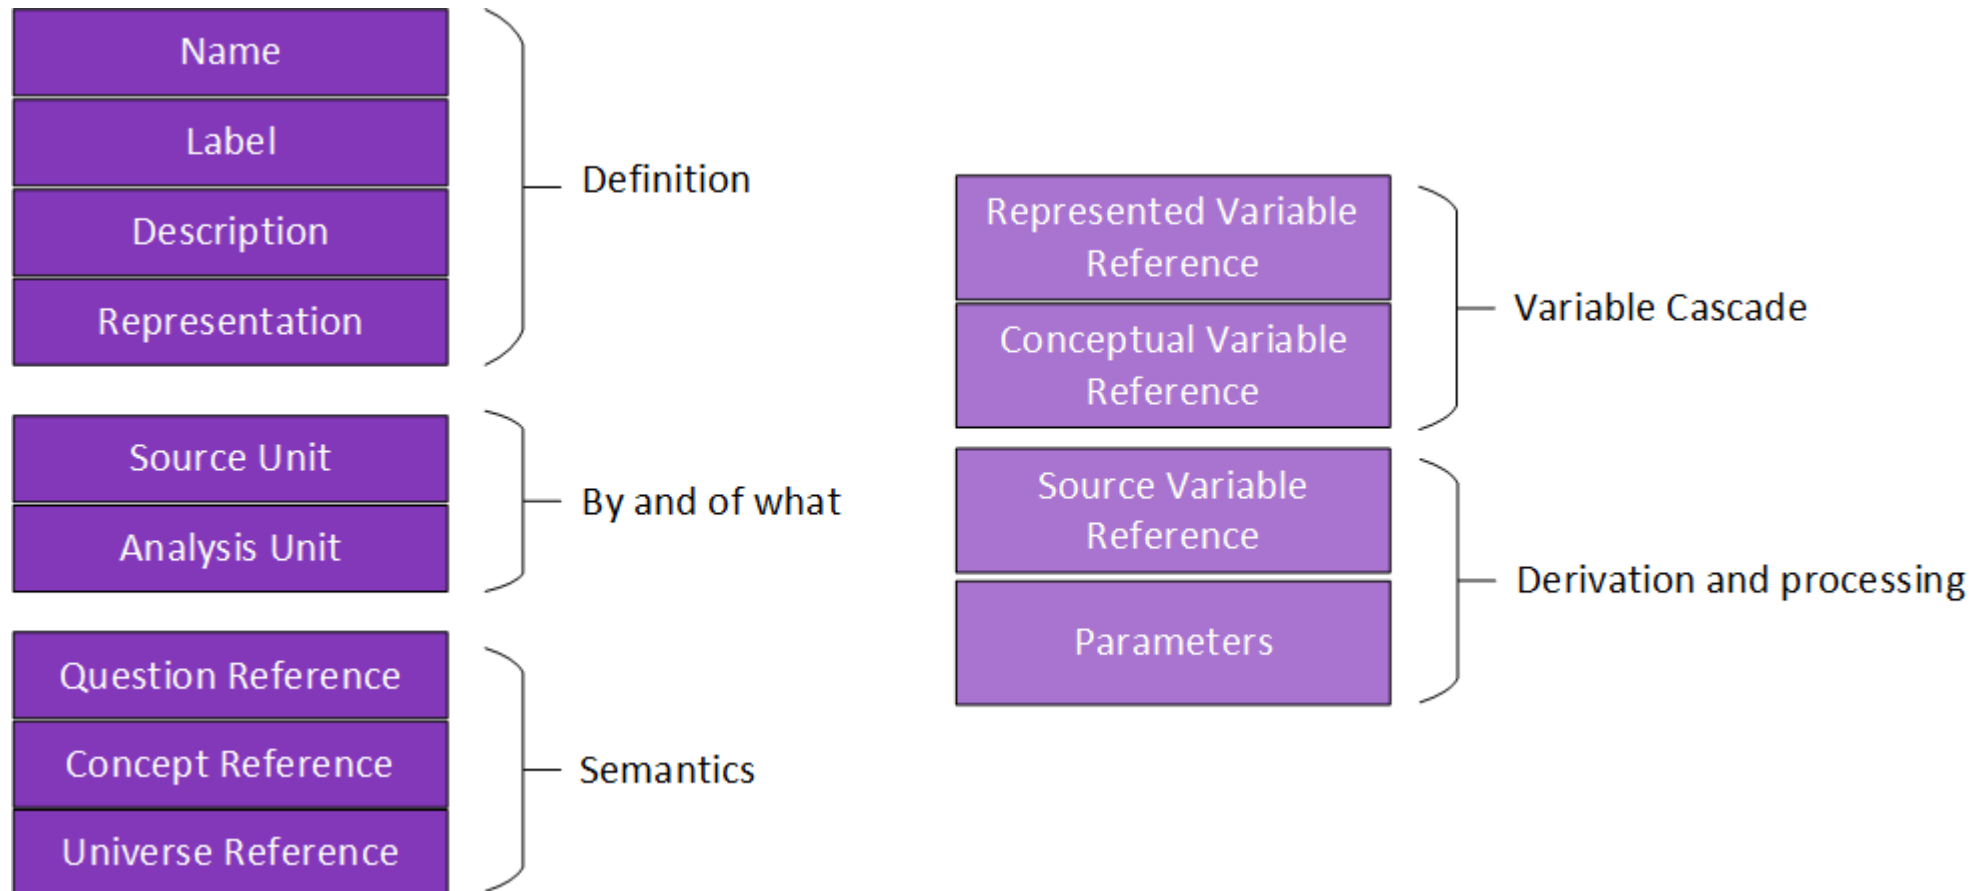 Name
Label
Description
Representation
Definition
Source Unit
Analysis Unit
By and of what
Question Reference
Concept Reference
Universe Reference
Semantics
Represented Variable
Reference
Conceptual Variable
Reference
Variable Cascade
Source Variable
Reference
Parameters
Derivation and processing